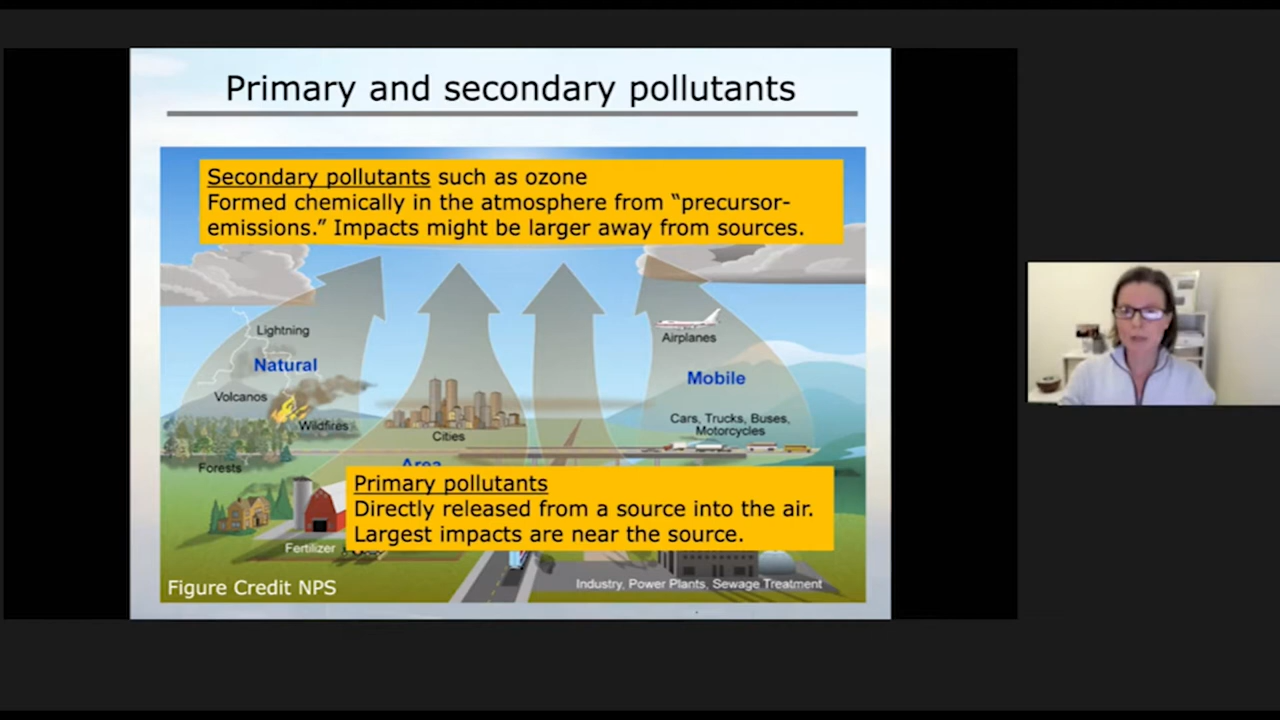 Primary and secondary pollutants
Secondary pollutants such as ozone
Formed chemically in the atmosphere from “precursor-
emissions.” Impacts might be larger away from sources.
Lightning
Natural
Volcanos
Wildfires
Forests
Cities
Area
Airplanes
Mobile
Cars, Trucks, Buses,
Motorcycles
Primary pollutants
Directly released from a source into the air.
Largest impacts are near the source.
Fertilizer
Industry, Power Plants, Sewage Treatment
Figure Credit NPS